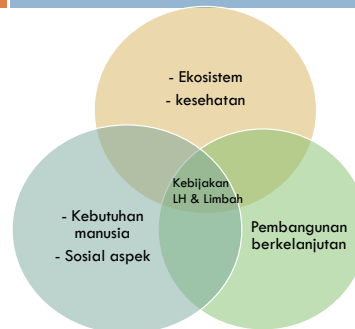 - Ekosistem
- kesehatan
Kebijakan
LH & Limbah
- Kebutuhan
manusia
- Sosial aspek
Pembangunan
berkelanjutan